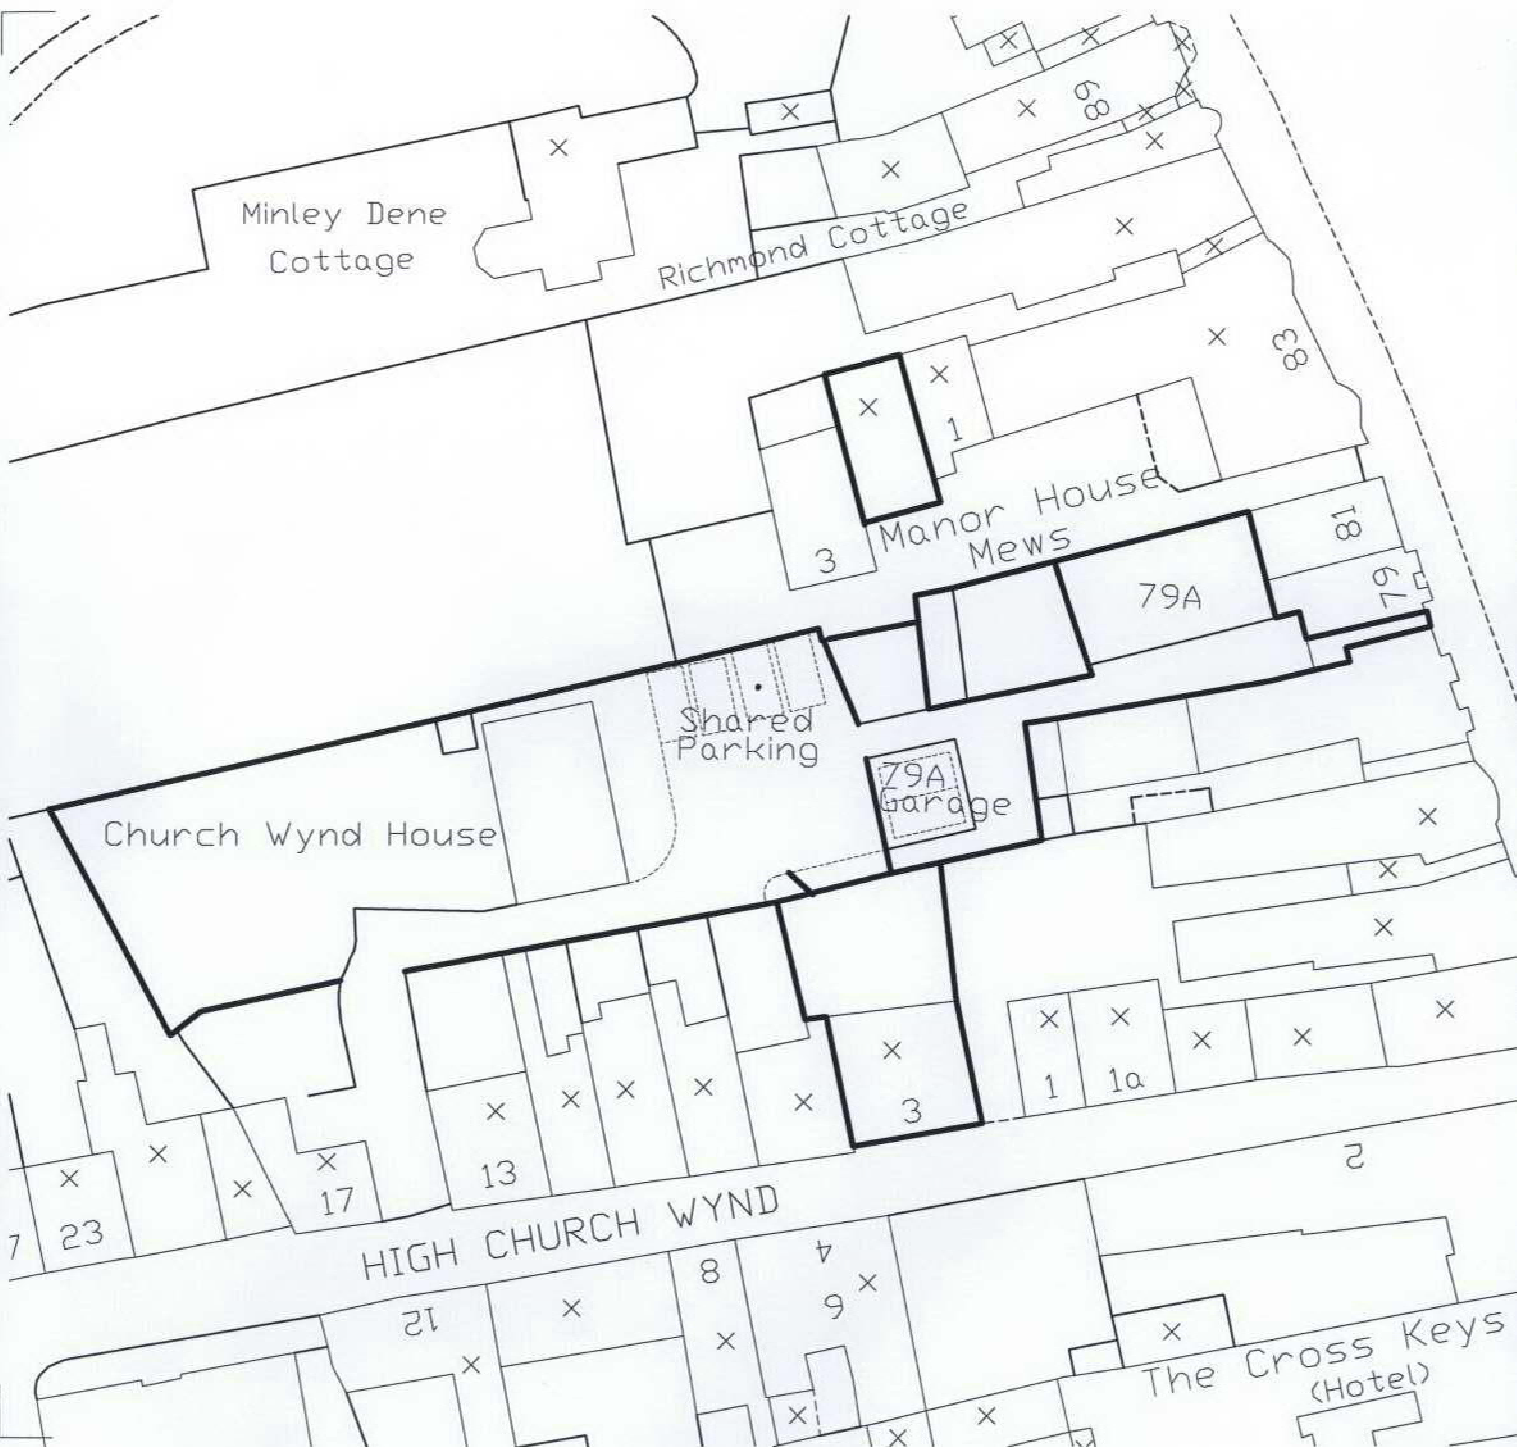 89
Minley Dene
Cottage
Richmond Cottage
83
1
Manor House
Mews
3
81
79
79A
Shared
Parking
79A
Garage
Church Wynd House
3
1
1a
13
17
23
7
HIGH CHURCH WYND
2
4
6
8
12
The Cross Keys
(Hotel)